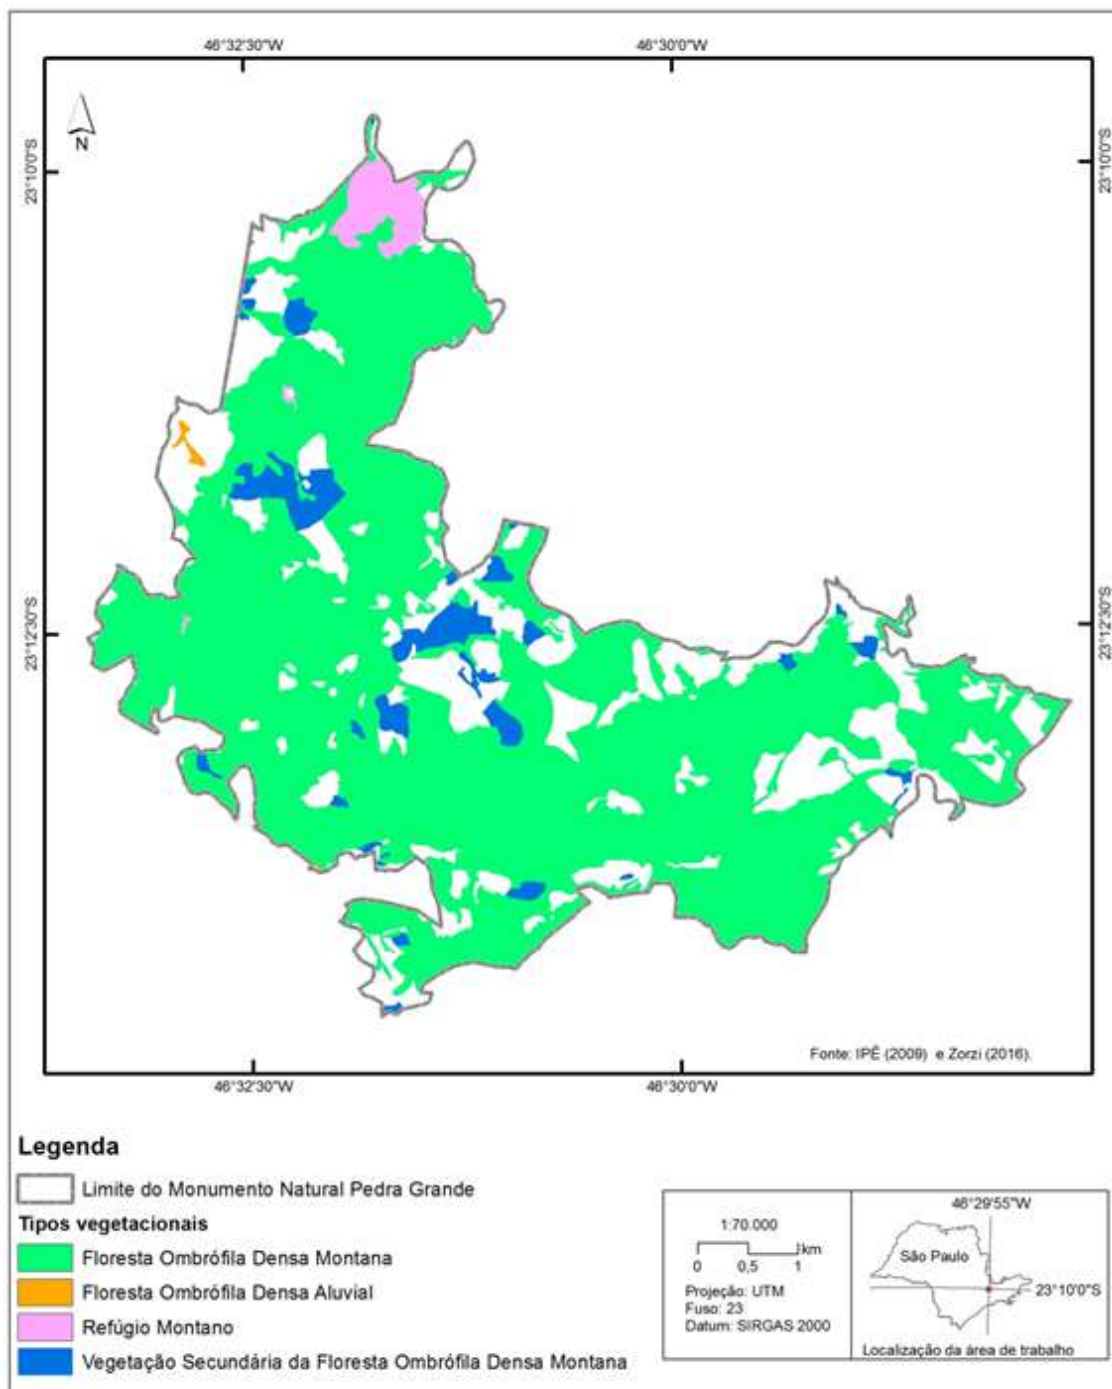 46°32'30"W
46°30'0"W
N
23°10'0"S
23°10'0"S
23°12'30"S
23°12'30"S
Fonte: IPÊ (2009) e Zorzi (2016).
46°32'30"W
46°30'0"W
Legenda
Limite do Monumento Natural Pedra Grande
Tipos vegetacionais
Floresta Ombrófila Densa Montana
Floresta Ombrófila Densa Aluvial
Refúgio Montano
Vegetação Secundária da Floresta Ombrófila Densa Montana
1:70.000
km
0 0,5 1
Projeção: UTM
Fuso: 23
Datum: SIRGAS 2000
46°29'55"W
São Paulo
23°10'0"S
Localização da área de trabalho